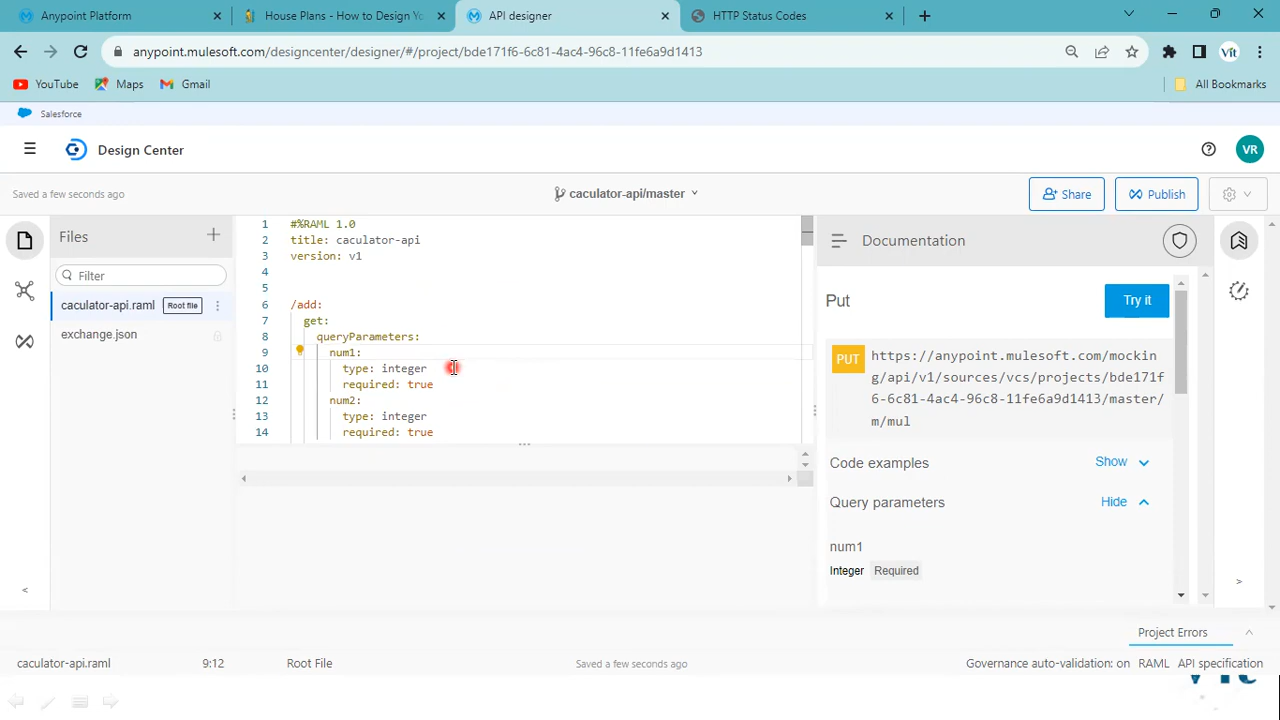 Anypoint Platform
House Plans - How to Design Yo
API designer
HTTP Status Codes
anypoint.mulesoft.com/designcenter/designer/#/project/bde171f6-6c81-4ac4-96c8-11fe6a9d1413
Vit
YouTube
Maps
Gmail
All Bookmarks
Salesforce
Design Center
VR
Saved a few seconds ago
caculator-api/master
Share
Publish
Files
Filter
caculator-api.raml
Root file
exchange.json
1 #%RAML 1.0
2 title: caculator-api
3 version: v1
4
5
6 /add:
7 get:
8 queryParameters:
9 num1:
10 type: integer
11 required: true
12 num2:
13 type: integer
14 required: true
Documentation
Put
Try it
PUT
https://anypoint.mulesoft.com/mockin
g/api/v1/sources/vcs/projects/bde171f
6-6c81-4ac4-96c8-11fe6a9d1413/master/
m/mul
Code examples
Show
Query parameters
Hide
num1
Integer Required
Project Errors
caculator-api.raml
9:12
Root File
Saved a few seconds ago
Governance auto-validation: on
RAML
API specification